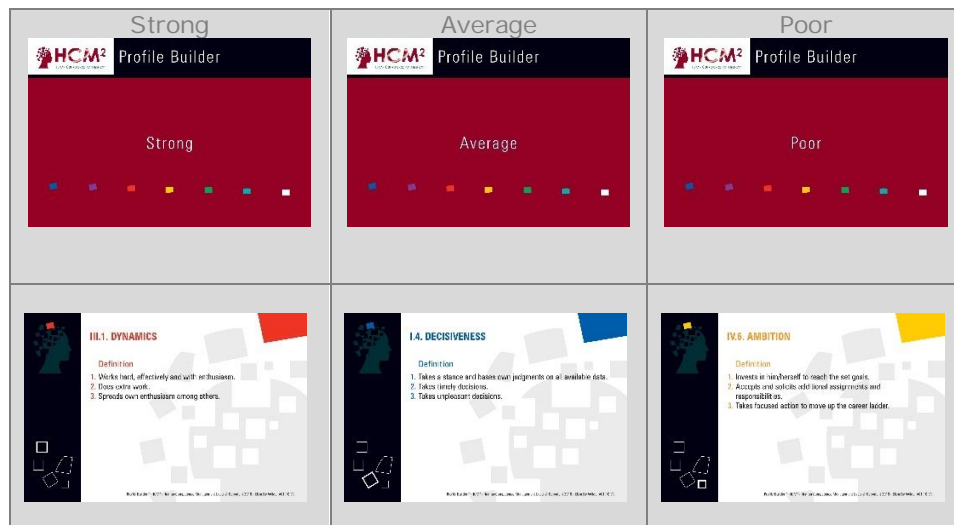 Strong
Average
Poor
HCM2 Profile Builder
HCM2 Profile Builder
HCM2 Profile Builder
Strong
Average
Poor
III.1. DYNAMICS
Definition
1. Works hard, effectively and with enthusiasm.
2. Does extra work.
3. Spreads own enthusiasm among others.
I.4. DECISIVENESS
Definition
1. Takes a stance and bases own judgments on all available data.
2. Takes timely decisions.
3. Takes unpleasant decisions.
IV.6. AMBITION
Definition
1. Invests in him/herself to reach the set goals.
2. Accepts and solicits additional assignments and
responsibilities.
3. Takes focused action to move up the career ladder.